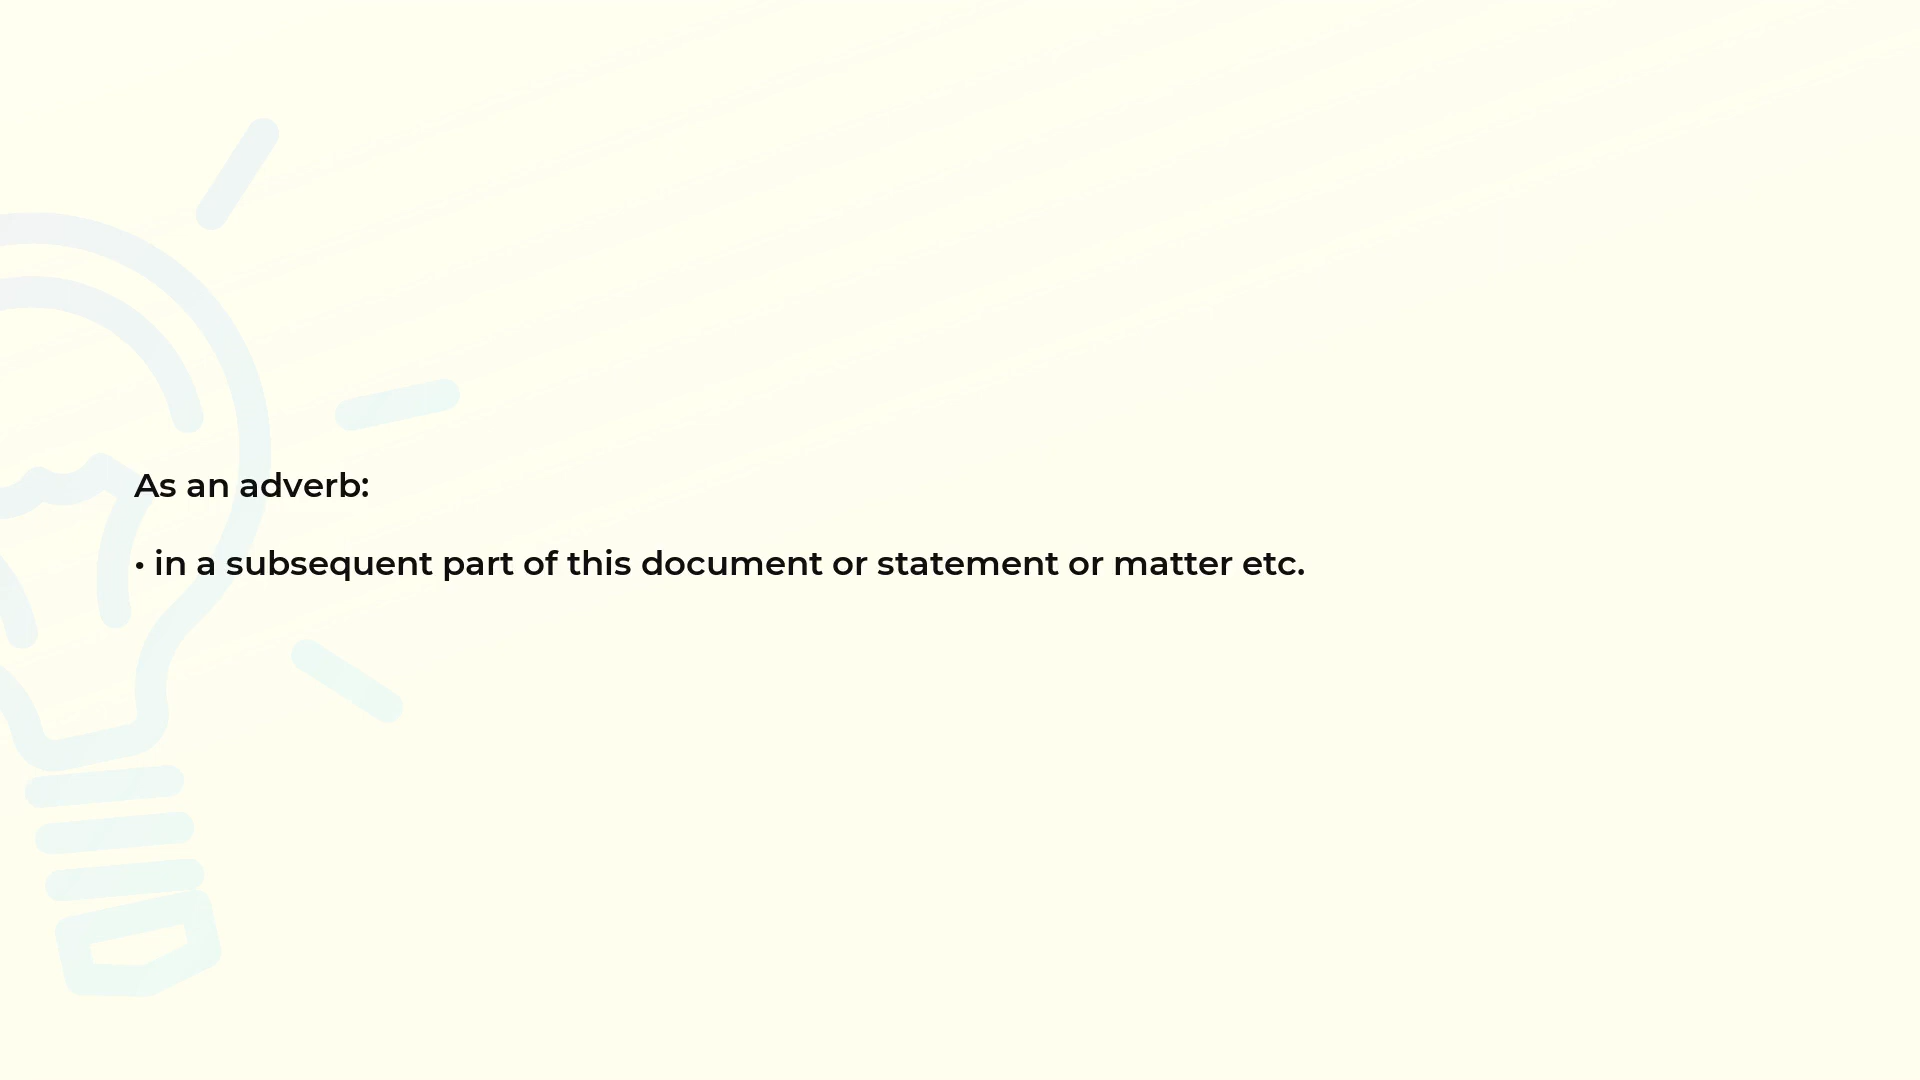 As an adverb:
• in a subsequent part of this document or statement or matter etc.